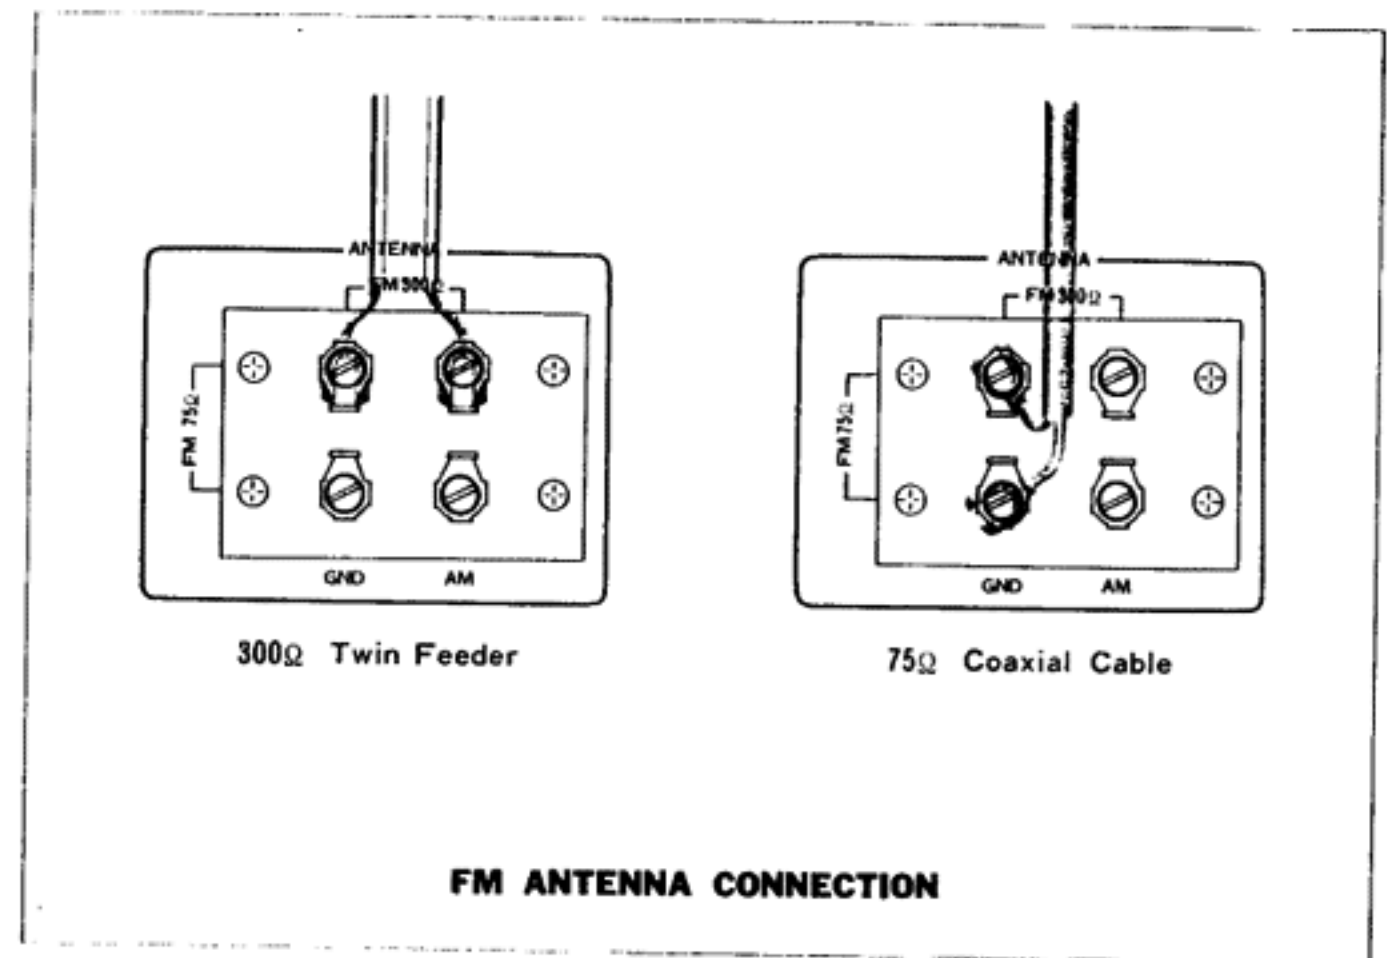 ANTENNA
FM 300Ω
FM 75Ω
GND AM
300Ω Twin Feeder
ANTENNA
FM 300Ω
FM 75Ω
GND AM
75Ω Coaxial Cable
FM ANTENNA CONNECTION